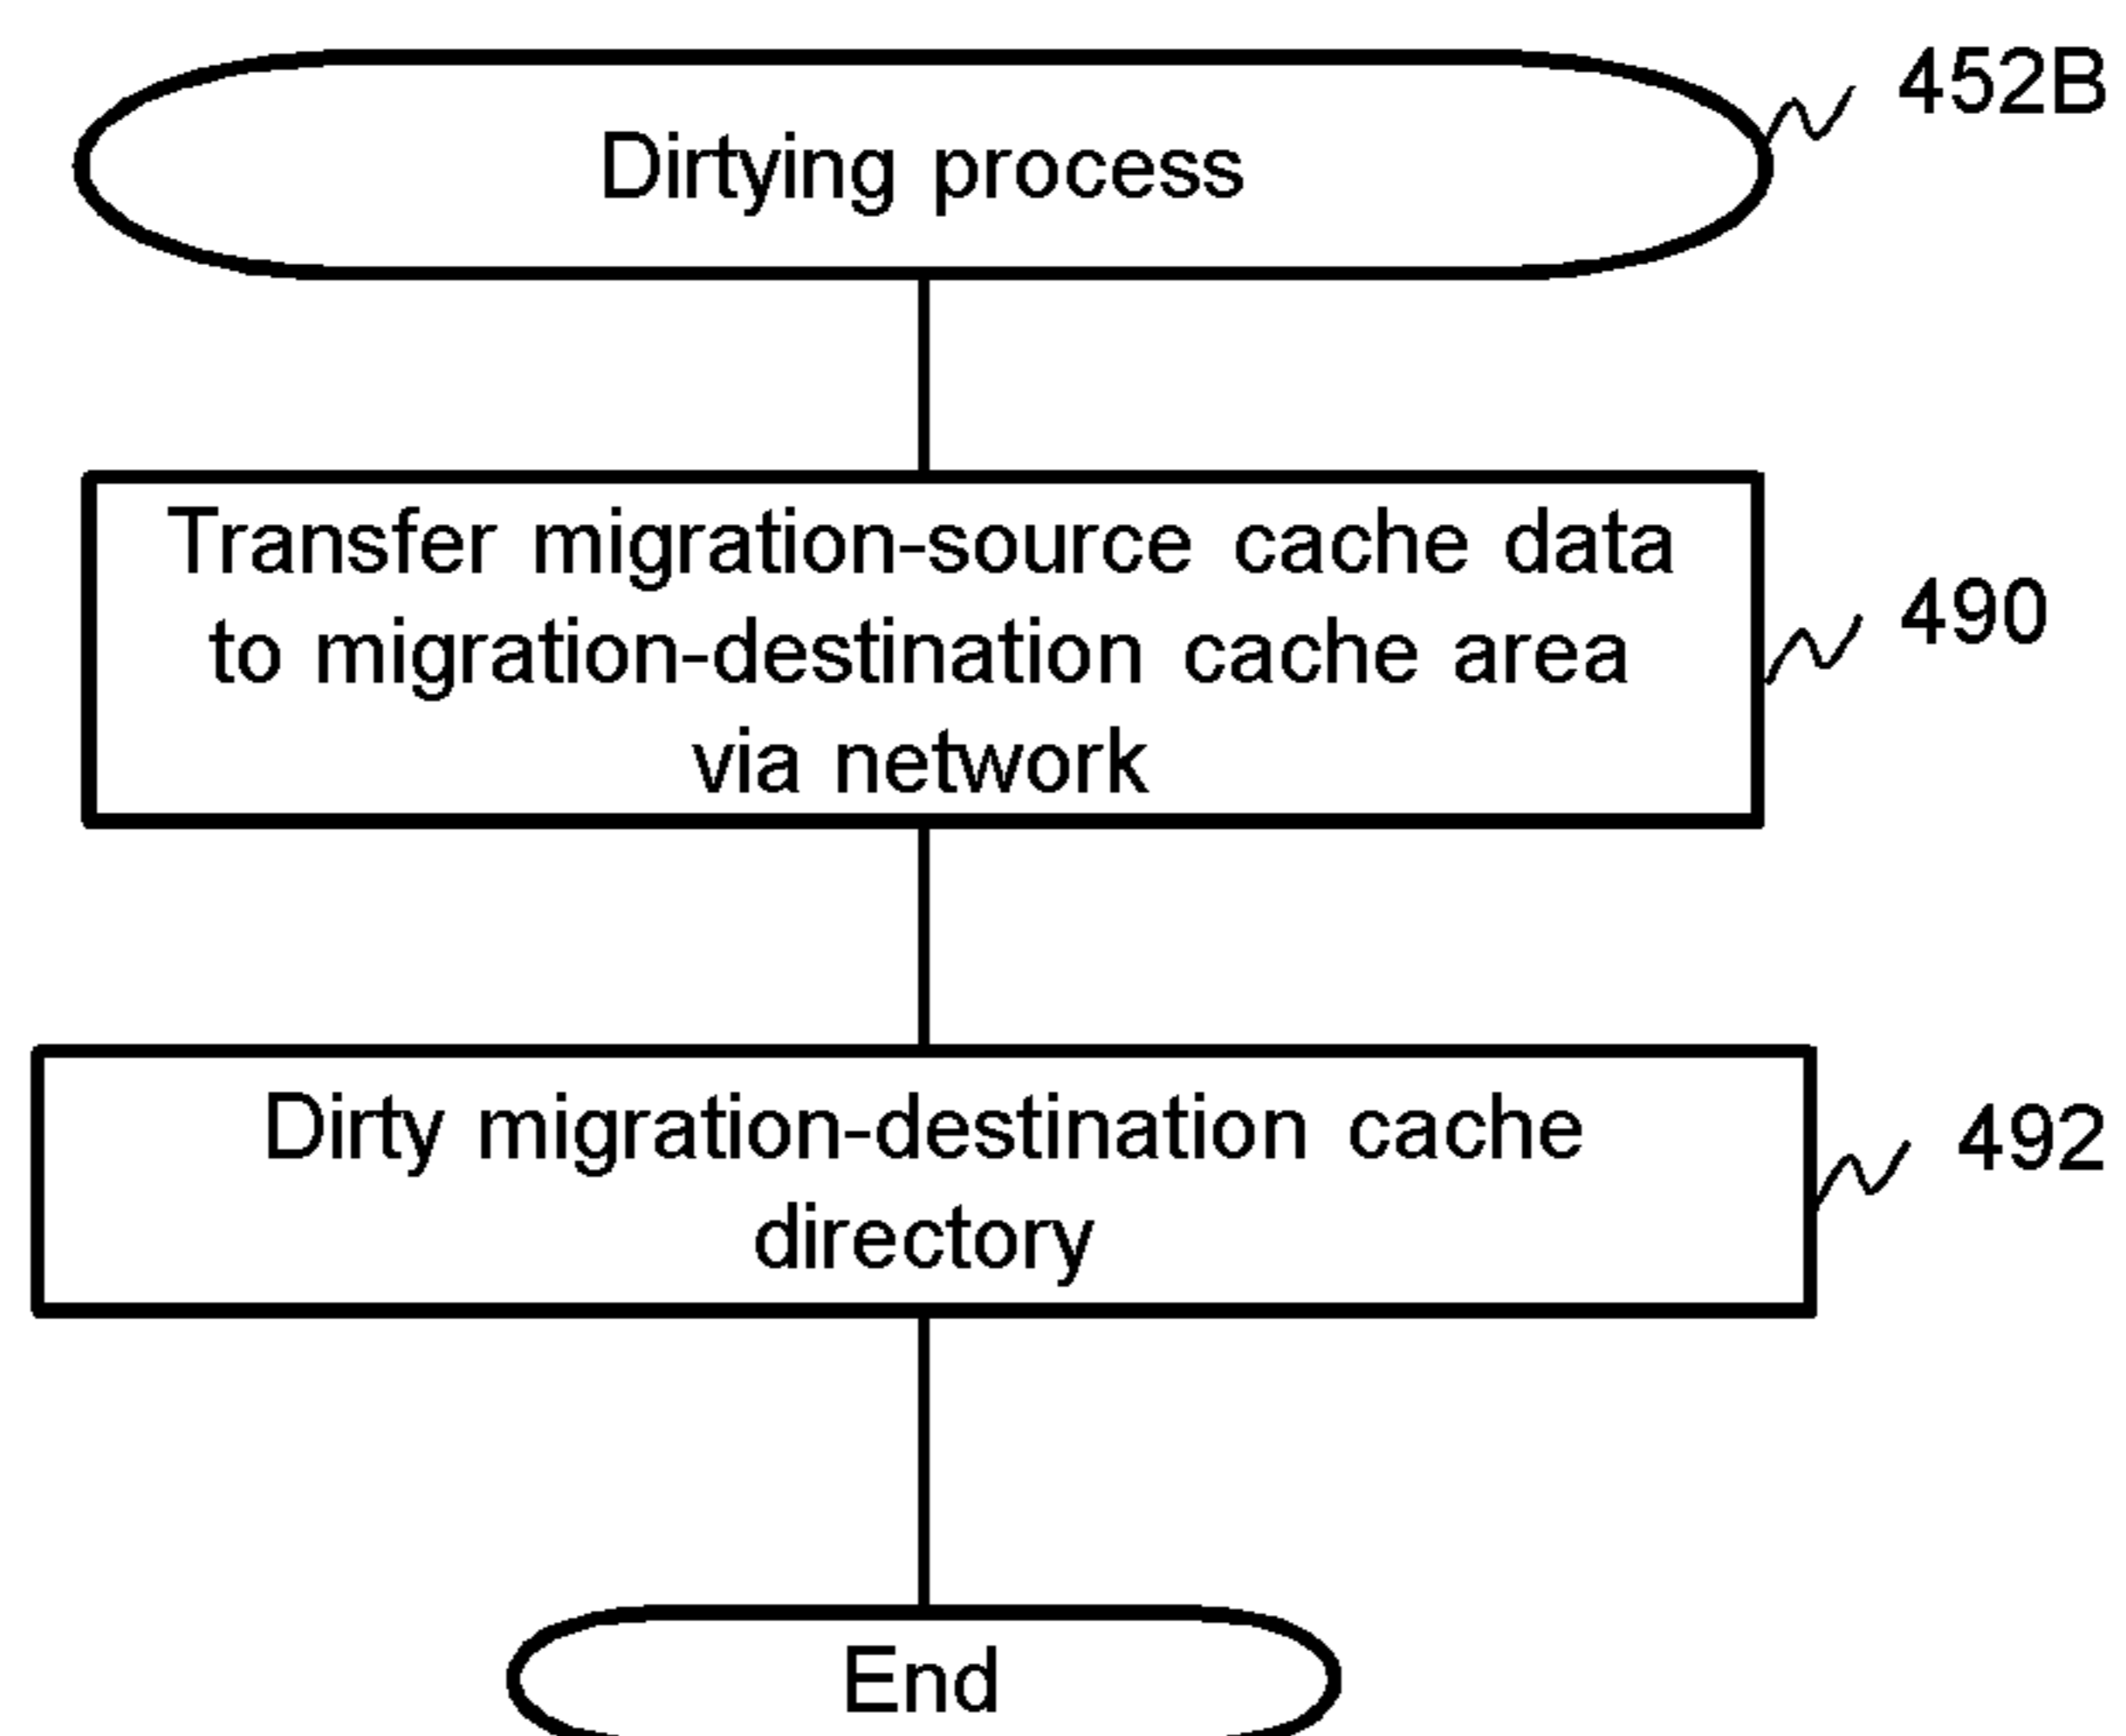 452B
Dirtying process
Transfer migration-source cache data
to migration-destination cache area
via network
490
Dirty migration-destination cache
directory
492
End